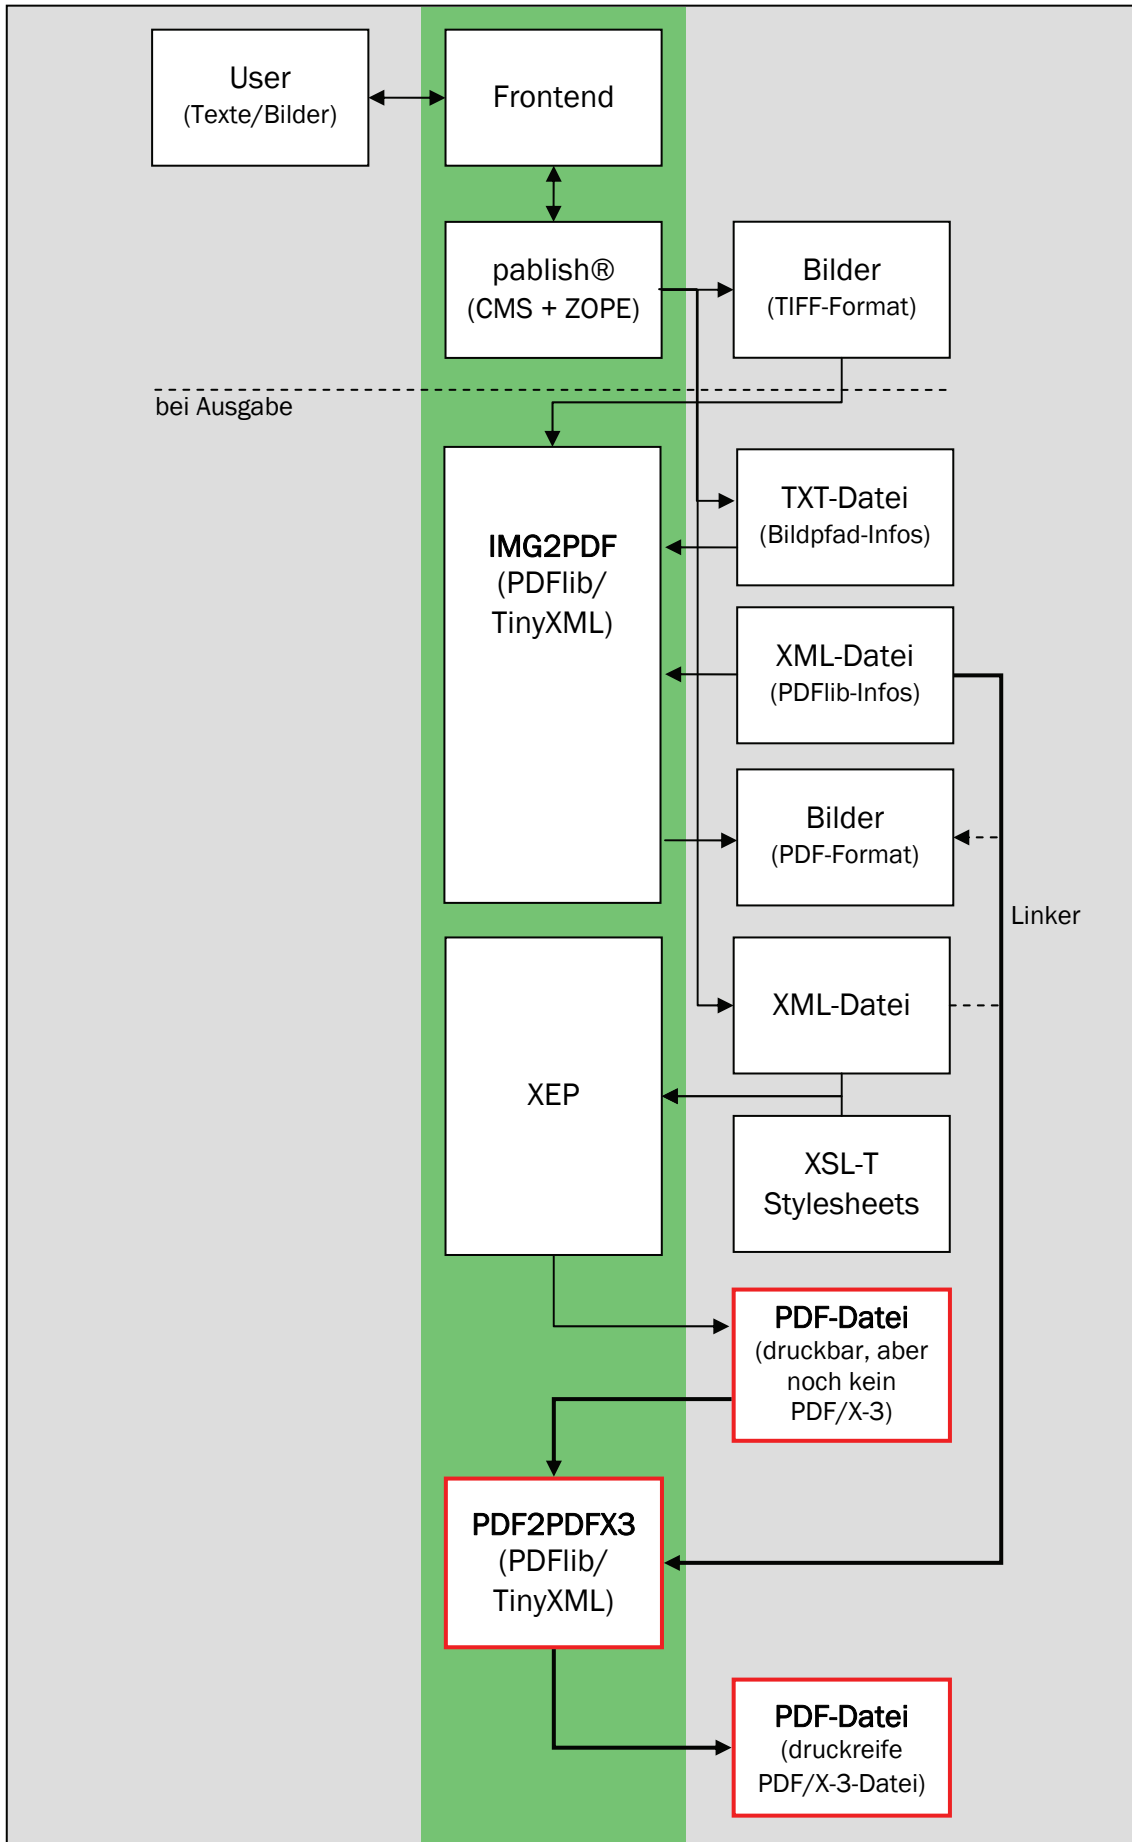 User
(Texte/Bilder)
Frontend
pablish®
(CMS + ZOPE)
Bilder
(TIFF-Format)
bei Ausgabe
IMG2PDF
(PDFlib/
TinyXML)
TXT-Datei
(Bildpfad-Infos)
XML-Datei
(PDFlib-Infos)
Bilder
(PDF-Format)
Linker
XML-Datei
XEP
XSL-T
Stylesheets
PDF-Datei
(druckbar, aber
noch kein
PDF/X-3)
PDF2PDFX3
(PDFlib/
TinyXML)
PDF-Datei
(druckreife
PDF/X-3-Datei)